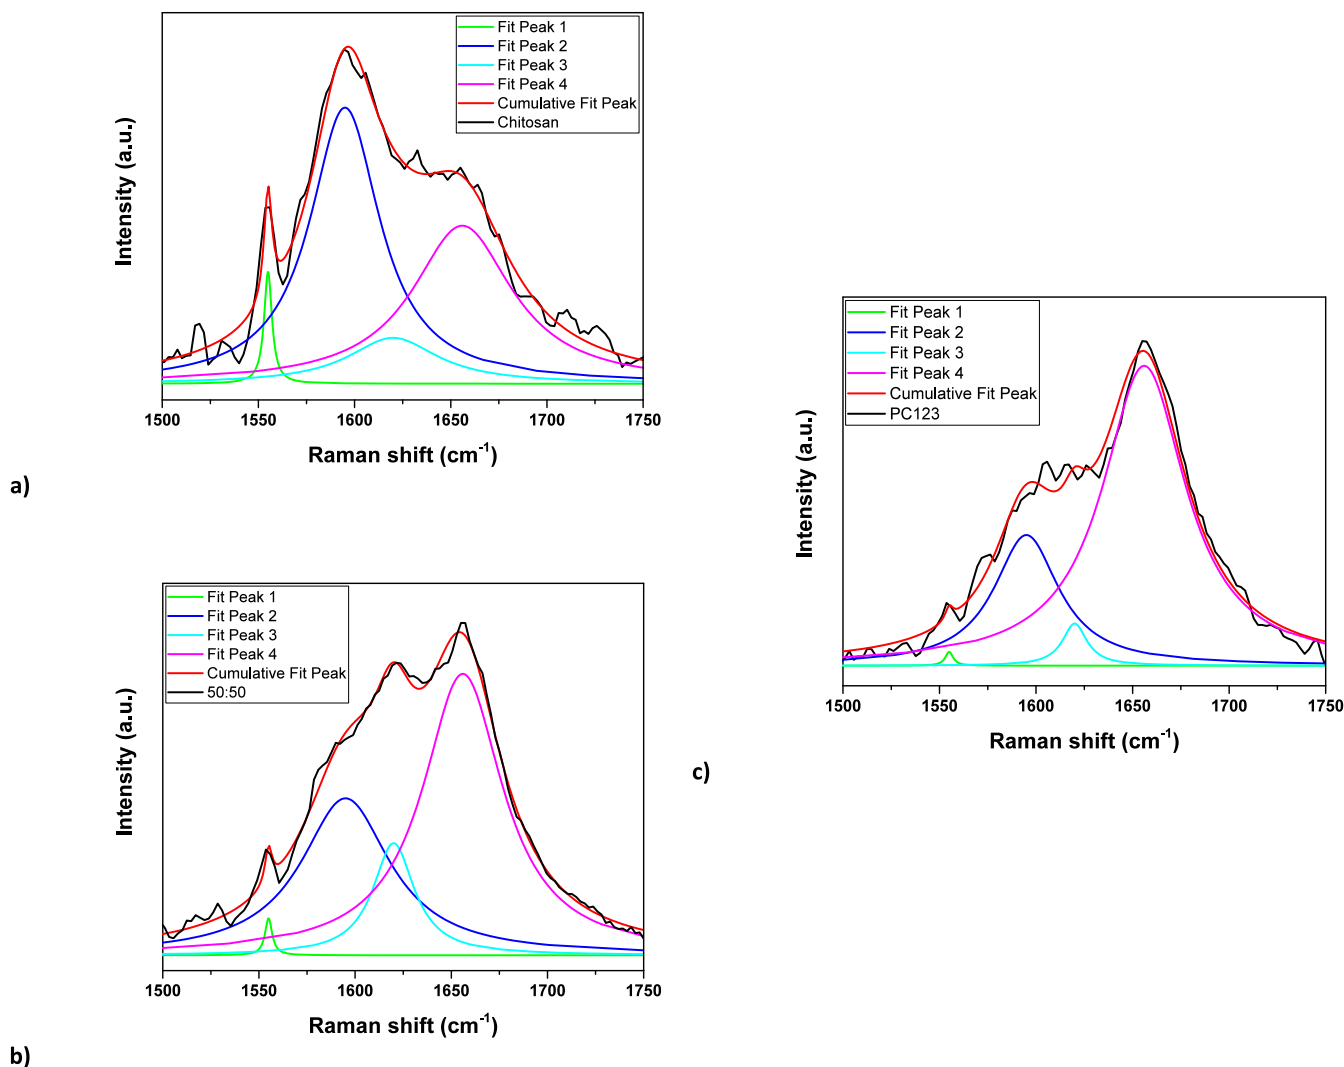 Fit Peak 1
Fit Peak 2
Fit Peak 3
Fit Peak 4
Cumulative Fit Peak
Chitosan
Intensity (a.u.)
1500 1550 1600 1650 1700 1750
Raman shift (cm-1)
a)
Fit Peak 1
Fit Peak 2
Fit Peak 3
Fit Peak 4
Cumulative Fit Peak
50:50
Intensity (a.u.)
1500 1550 1600 1650 1700 1750
Raman shift (cm-1)
b)
Fit Peak 1
Fit Peak 2
Fit Peak 3
Fit Peak 4
Cumulative Fit Peak
PC123
Intensity (a.u.)
1500 1550 1600 1650 1700 1750
Raman shift (cm-1)
c)